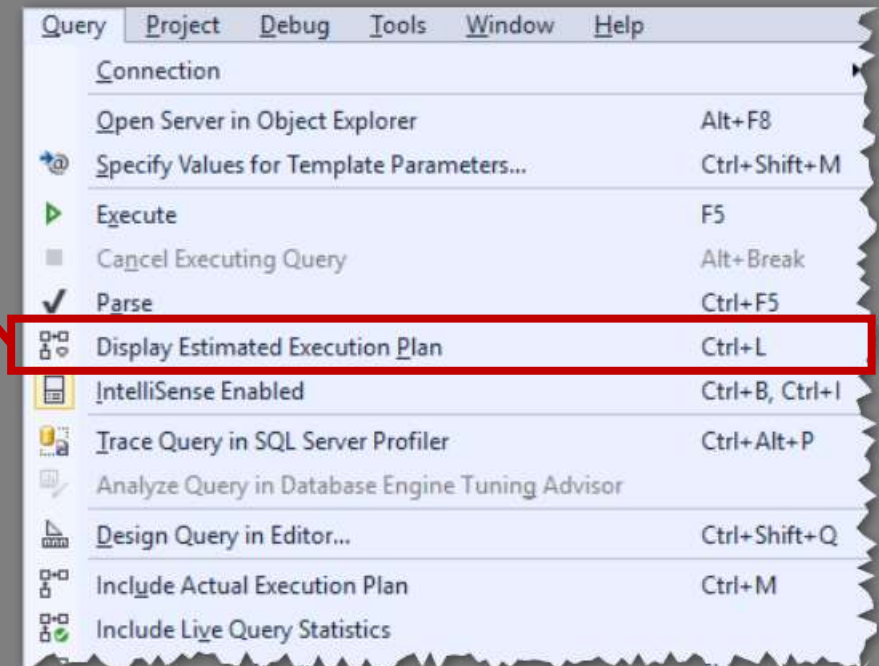 Query Project Debug Tools Window Help
Connection
Open Server in Object Explorer Alt+F8
Specify Values for Template Parameters... Ctrl+Shift+M
Execute F5
Cancel Executing Query Alt+Break
Parse Ctrl+F5
Display Estimated Execution Plan Ctrl+L
IntelliSense Enabled Ctrl+B, Ctrl+I
Trace Query in SQL Server Profiler Ctrl+Alt+P
Analyze Query in Database Engine Tuning Advisor
Design Query in Editor... Ctrl+Shift+Q
Include Actual Execution Plan Ctrl+M
Include Live Query Statistics